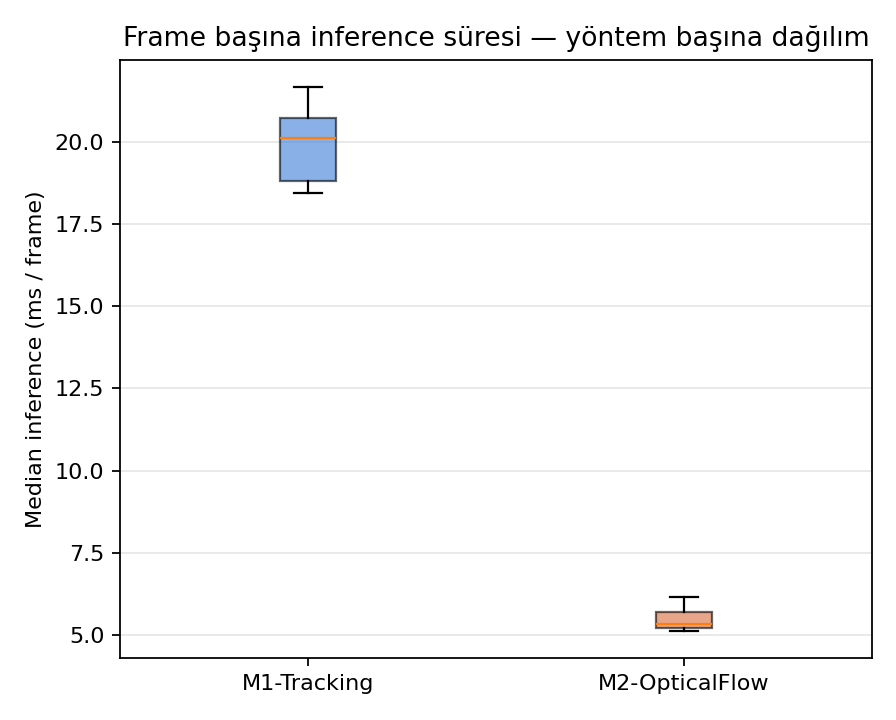 Frame başına inference süresi — yöntem başına dağılım
Median inference (ms / frame)
20.0
17.5
15.0
12.5
10.0
7.5
5.0
M1-Tracking
M2-OpticalFlow